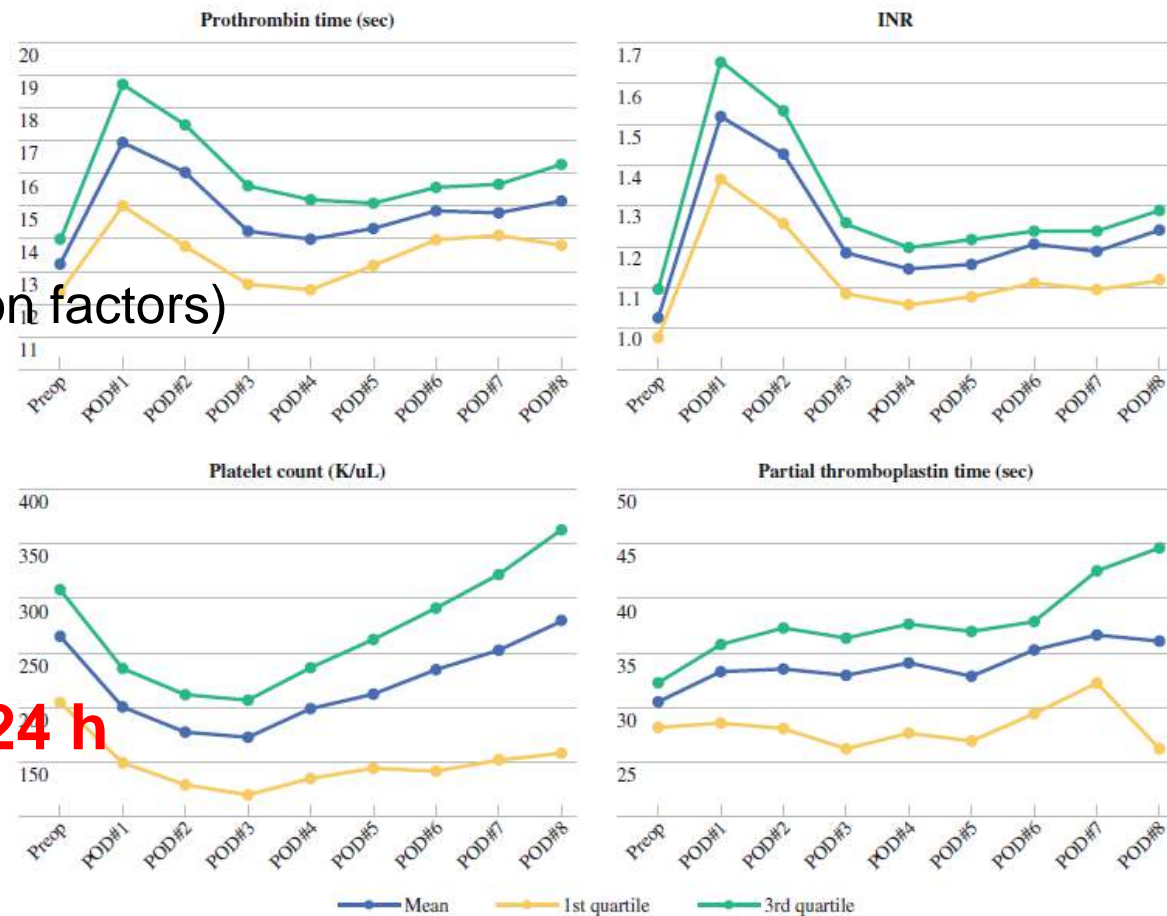 Prothrombin time (sec)
20
19
18
17
16
15
14
13
on factors)
12
11
Preop POD#1 POD#2 POD#3 POD#4 POD#5 POD#6 POD#7 POD#8
INR
1.7
1.6
1.5
1.4
1.3
1.2
1.1
1.0
Preop POD#1 POD#2 POD#3 POD#4 POD#5 POD#6 POD#7 POD#8
Platelet count (K/uL)
400
350
300
250
24 h
150
Preop POD#1 POD#2 POD#3 POD#4 POD#5 POD#6 POD#7 POD#8
Partial thromboplastin time (sec)
50
45
40
35
30
25
Preop POD#1 POD#2 POD#3 POD#4 POD#5 POD#6 POD#7 POD#8
Mean 1st quartile 3rd quartile